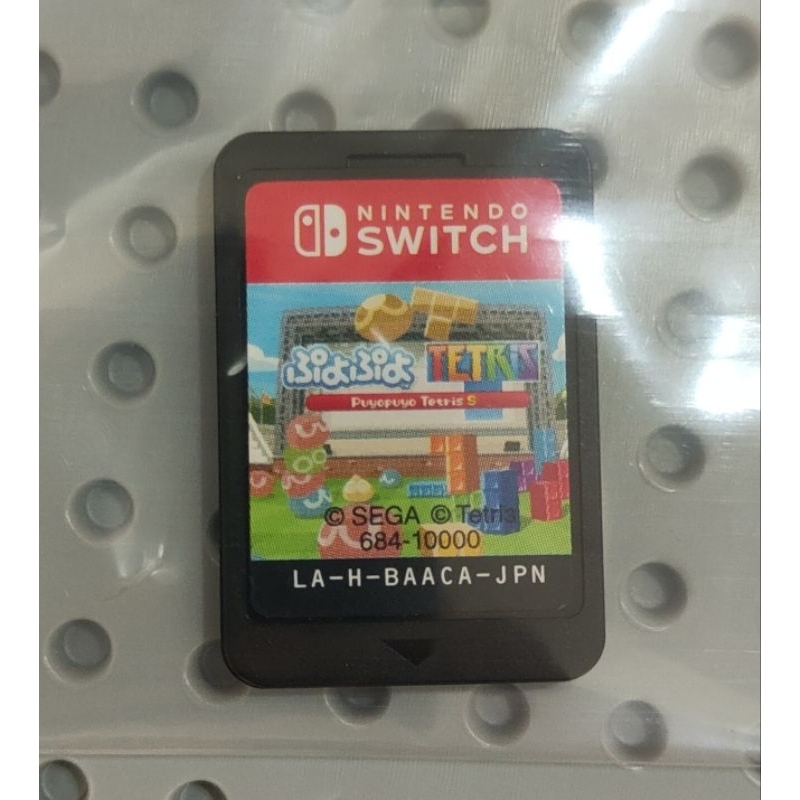 NINTENDO
SWITCH
ぷよぷよ TETRIS
Puyopuyo Tetris S
© SEGA © Tetris
684-10000
LA-H-BAACA-JPN